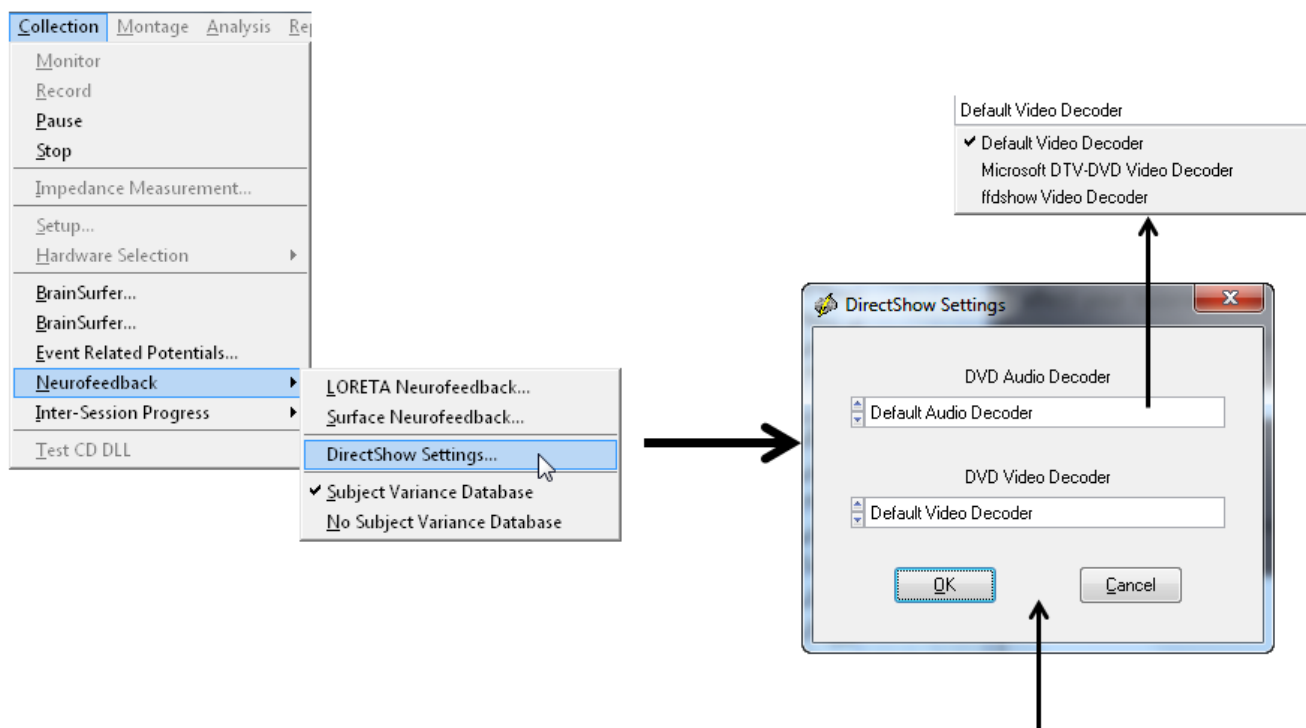 Collection Montage Analysis
Monitor
Record
Pause
Stop
Impedance Measurement...
Setup...
Hardware Selection
BrainSurfer...
BrainSurfer...
Event Related Potentials...
Neurofeedback
Inter-Session Progress
Test CD DLL
LORETA Neurofeedback...
Surface Neurofeedback...
DirectShow Settings...
Subject Variance Database
No Subject Variance Database
Default Video Decoder
Default Video Decoder
Microsoft DTV-DVD Video Decoder
ffdshow Video Decoder
DirectShow Settings
DVD Audio Decoder
Default Audio Decoder
DVD Video Decoder
Default Video Decoder
OK Cancel